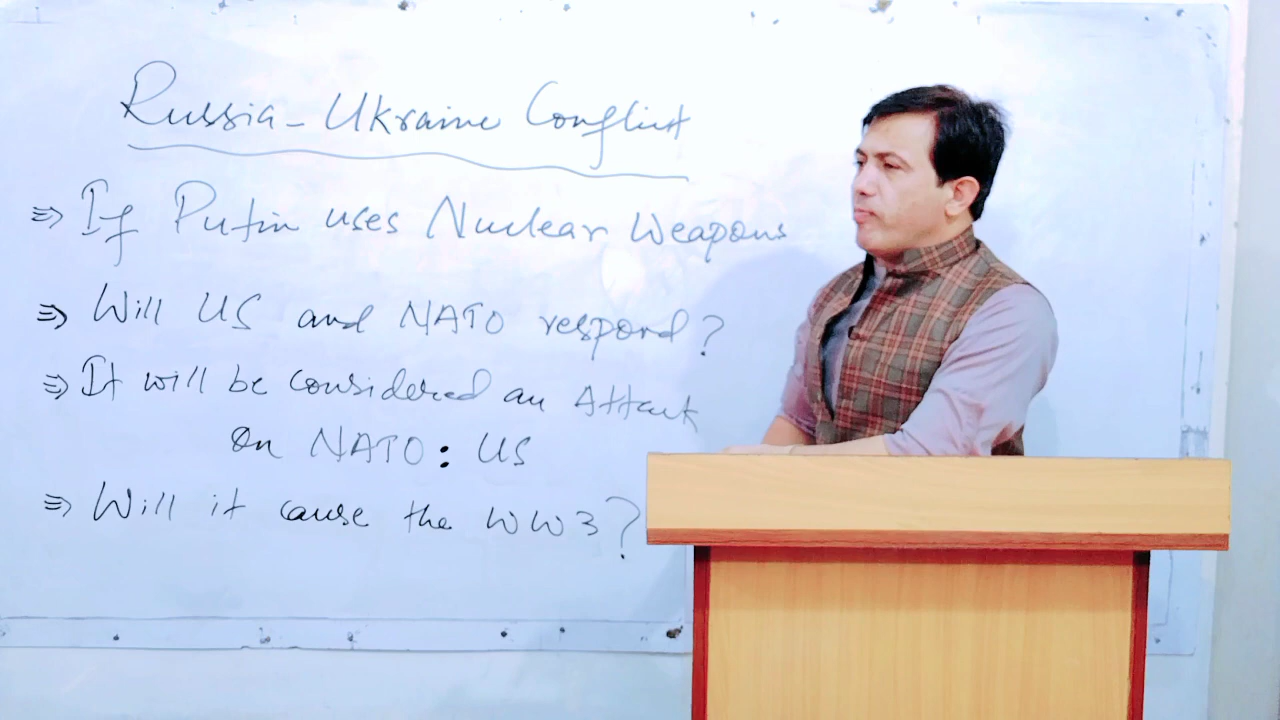 Russia - Ukraine Conflict
⇒ If Putin uses Nuclear Weapons
⇒ Will US and NATO respond?
⇒ It will be considered an Attack
on NATO: US
⇒ Will it cause the WW3?